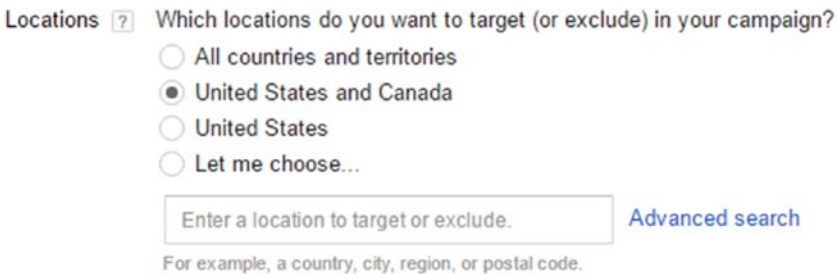 Locations ? Which locations do you want to target (or exclude) in your campaign?
All countries and territories
United States and Canada
United States
Let me choose...
Enter a location to target or exclude. Advanced search
For example, a country, city, region, or postal code.